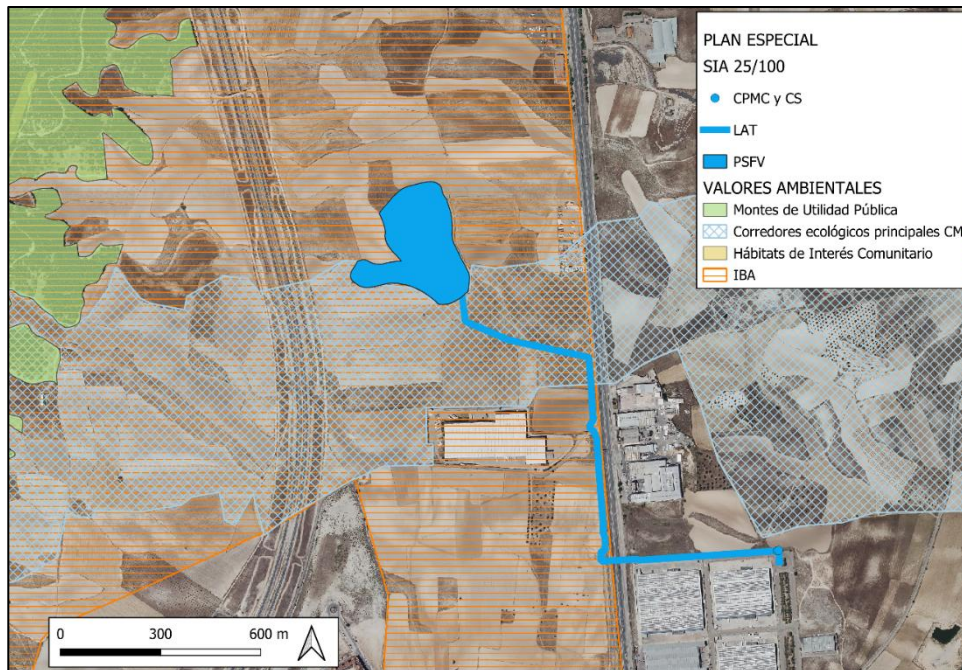 PLAN ESPECIAL
SIA 25/100
CPMC y CS
LAT
PSFV
VALORES AMBIENTALES
Montes de Utilidad Pública
Corredores ecológicos principales CM
Hábitats de Interés Comunitario
IBA
0 300 600 m